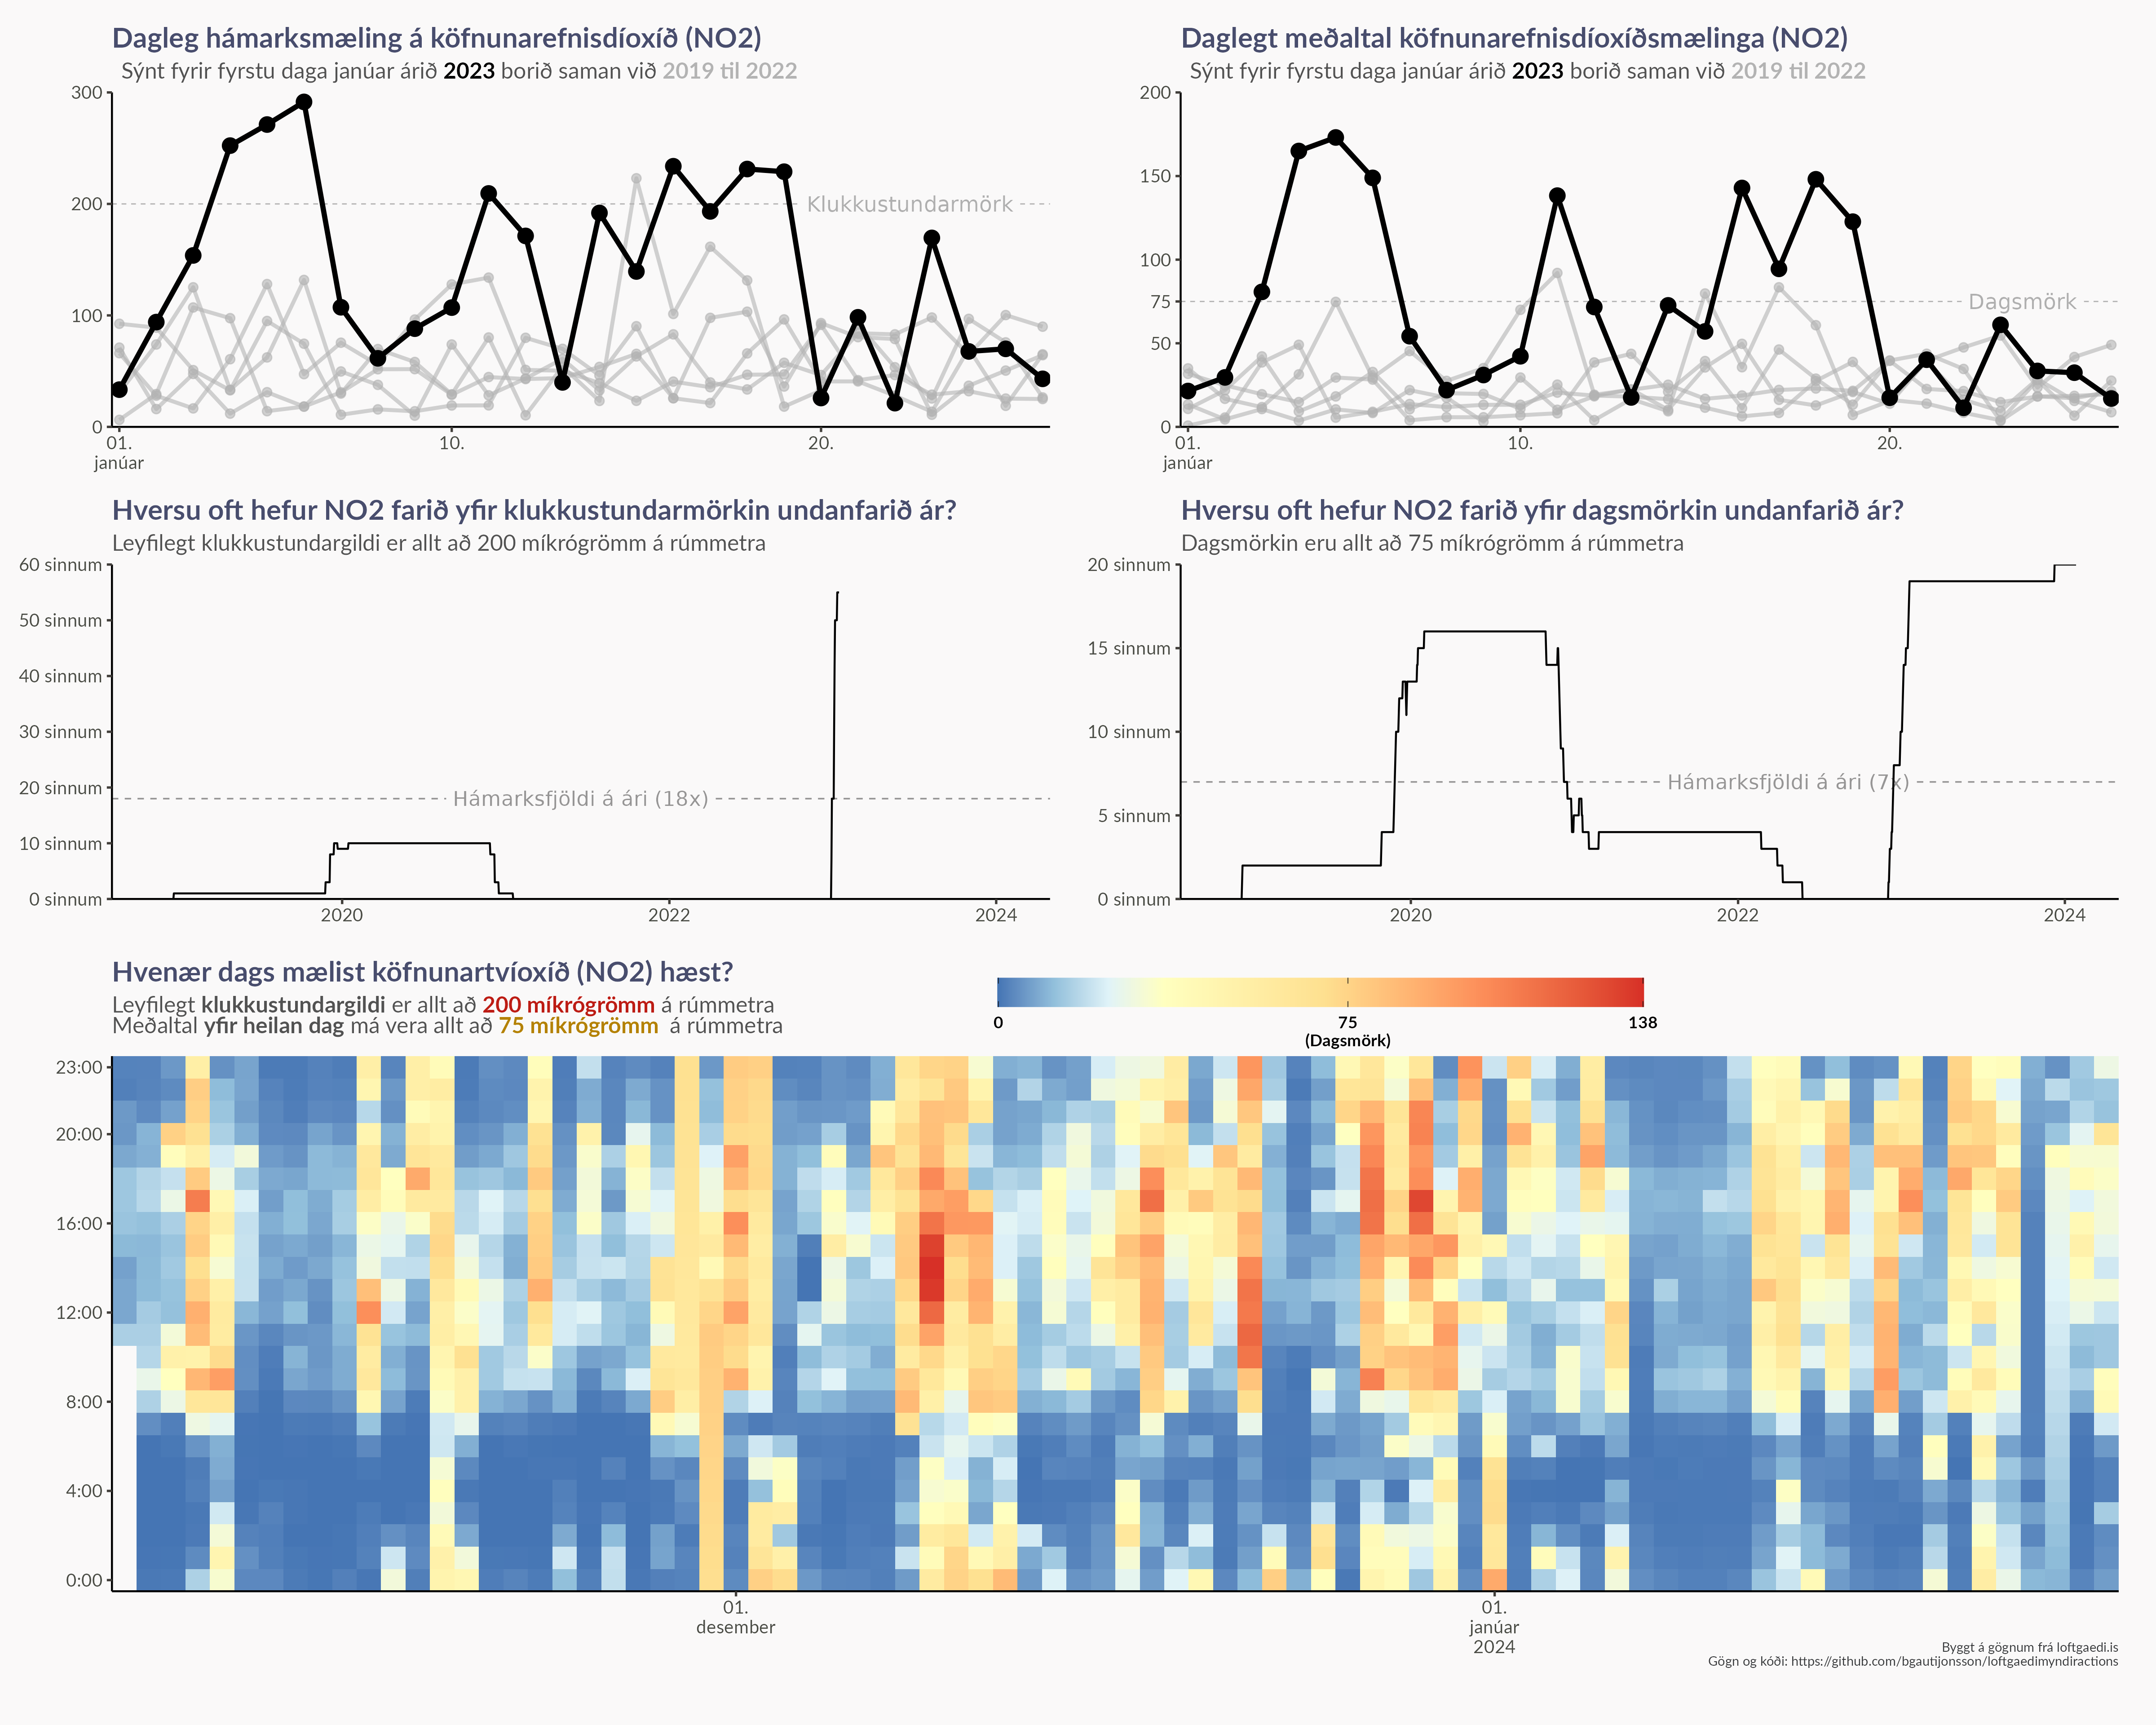 Dagleg hámarksmæling á köfnunarefnisdíoxíð (NO2)
Sýnt fyrir fyrstu daga janúar árið 2023 borið saman við 2019 til 2022
300
200
100
0
Klukkustundarmörk
01.
janúar
10.
20.
Daglegt meðaltal köfnunarefnisdíoxíðsmælinga (NO2)
Sýnt fyrir fyrstu daga janúar árið 2023 borið saman við 2019 til 2022
200
150
100
75
50
0
Dagsmörk
01.
janúar
10.
20.
Hversu oft hefur NO2 farið yfir klukkustundarmörkin undanfarið ár?
Leyfilegt klukkustundargildi er allt að 200 míkrógrömm á rúmmetra
60 sinnum
50 sinnum
40 sinnum
30 sinnum
20 sinnum
10 sinnum
0 sinnum
Hámarksfjöldi á ári (18x)
2020
2022
2024
Hversu oft hefur NO2 farið yfir dagsmörkin undanfarið ár?
Dagsmörkin eru allt að 75 míkrógrömm á rúmmetra
20 sinnum
15 sinnum
10 sinnum
5 sinnum
0 sinnum
Hámarksfjöldi á ári (7x)
2020
2022
2024
Hvenær dags mælist köfnunartvíoxíð (NO2) hæst?
Leyfilegt klukkustundargildi er allt að 200 míkrógrömm á rúmmetra
Meðaltal yfir heilan dag má vera allt að 75 míkrógrömm á rúmmetra
0
75
(Dagsmörk)
138
23:00
20:00
16:00
12:00
8:00
4:00
0:00
01.
desember
01.
janúar
2024
Byggt á gögnum frá loftgaedi.is
Gögn og kóði: https://github.com/bgautijonsson/loftgaedimyndiractions